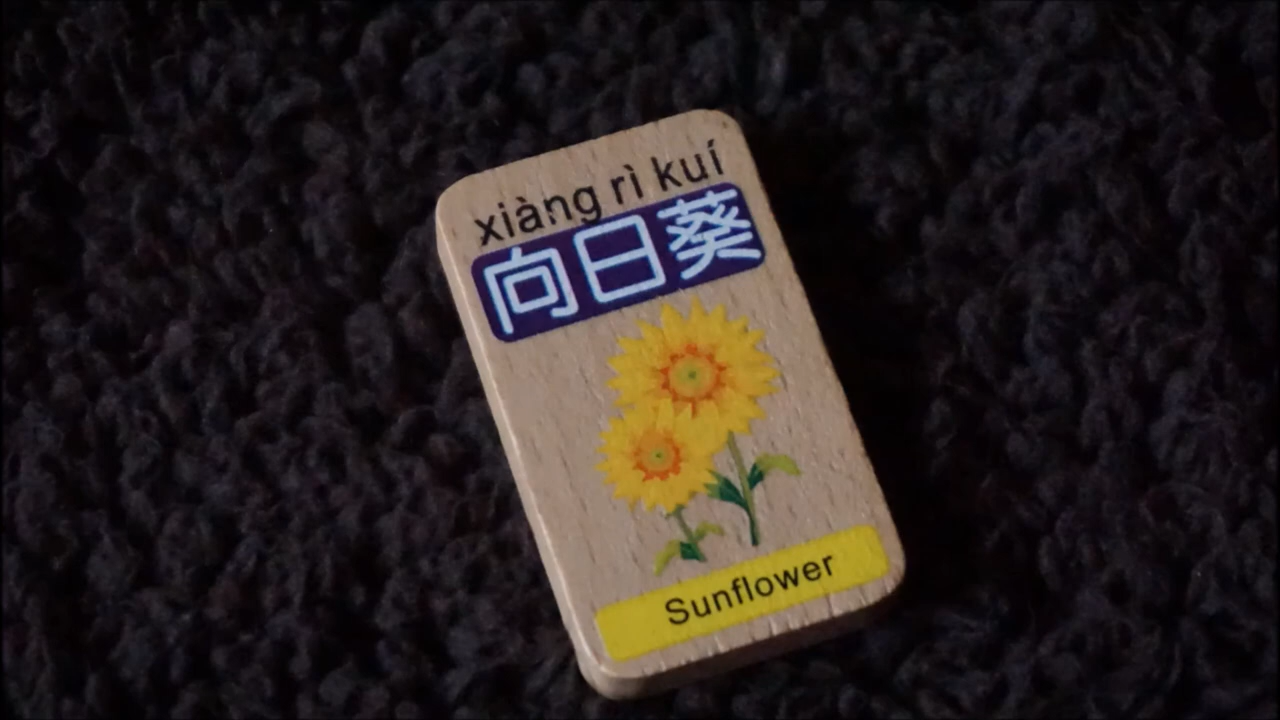 xiàng rì kuí
向日葵
Sunflower